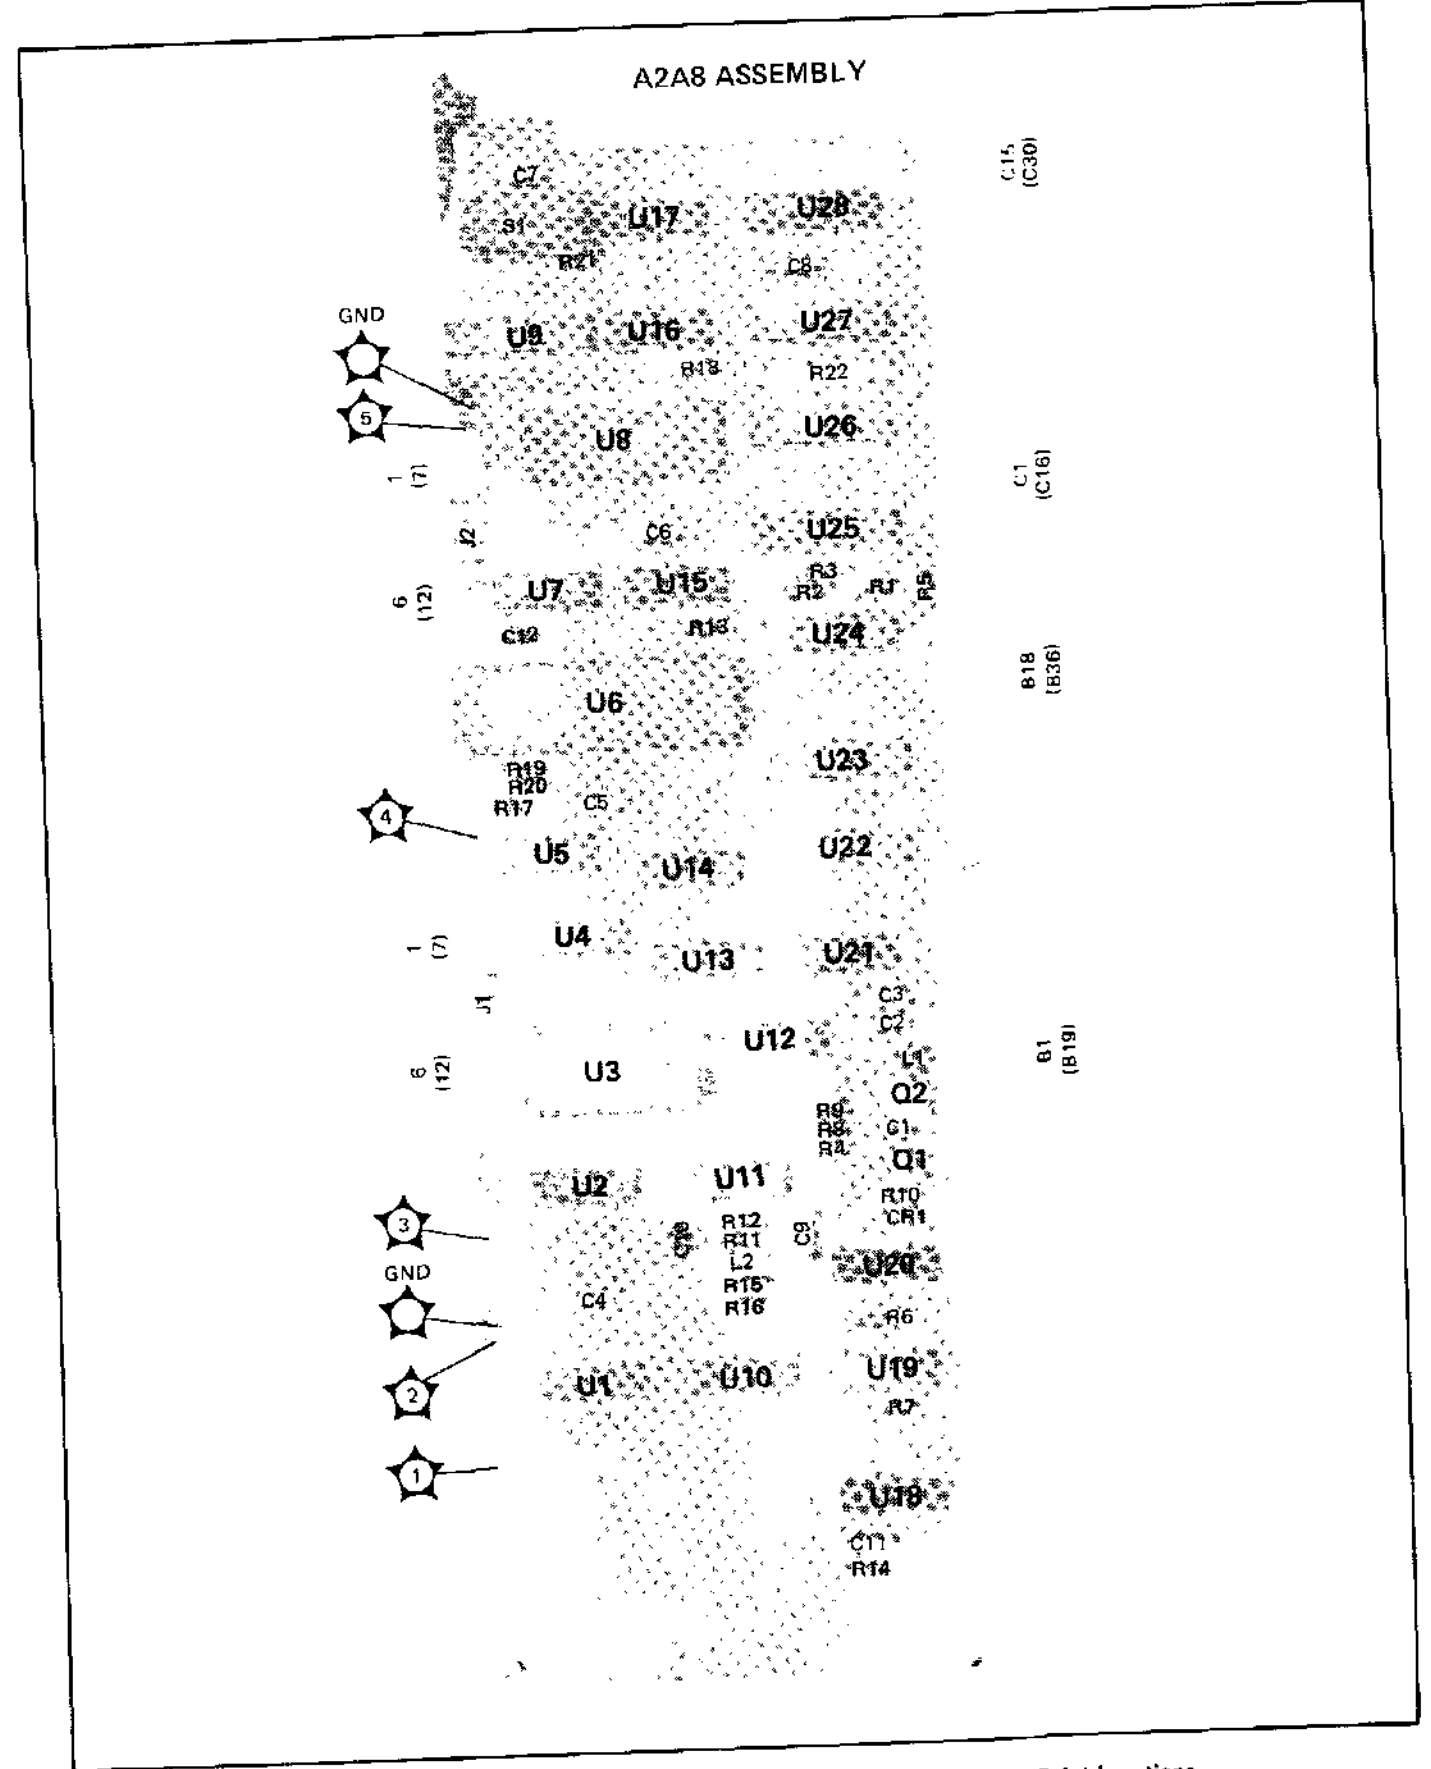 A2A8 ASSEMBLY
C15
(C30)
C7
U17
U28
S1
R21
C8
GND
U9
U16
U27
R18
R22
5
U8
U26
1
(7)
C1
(C16)
J2
C6
U25
R3
R2
R1
R5
U7
U15
6
(12)
C12
R13
U24
B18
(B36)
U6
U23
R19
R20
R17
C5
4
U5
U14
U22
1
(7)
U4
U13
U21
J1
C3
C2
U12
L1
B1
(B19)
6
(12)
U3
Q2
R9
R8
R4
C1
Q1
U2
U11
R10
CR1
3
R12
R11
C9
L2
U20
GND
R15
R16
C4
R6
2
U1
U10
U19
R7
1
U18
C11
R14